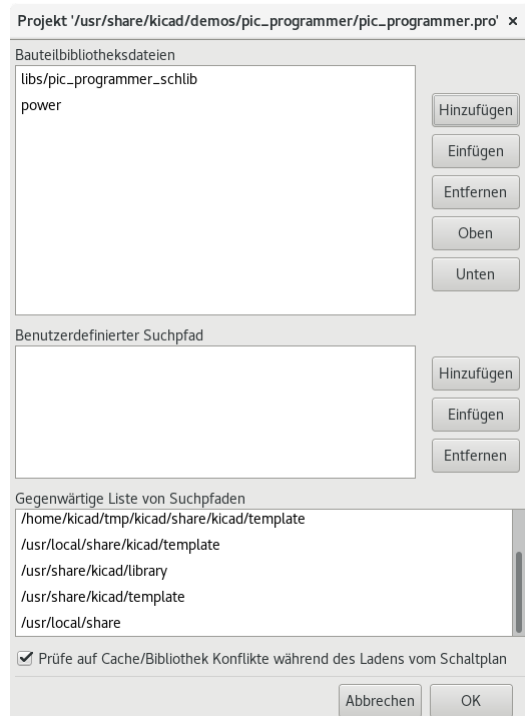 Projekt '/usr/share/kicad/demos/pic_programmer/pic_programmer.pro' ×
Bauteilbibliotheksdateien
libs/pic_programmer_schlib
power
Hinzufügen
Einfügen
Entfernen
Oben
Unten
Benutzerdefinierter Suchpfad
Hinzufügen
Einfügen
Entfernen
Gegenwärtige Liste von Suchpfaden
/home/kicad/tmp/kicad/share/kicad/template
/usr/local/share/kicad/template
/usr/share/kicad/library
/usr/share/kicad/template
/usr/local/share
Prüfe auf Cache/Bibliothek Konflikte während des Ladens vom Schaltplan
Abbrechen
OK